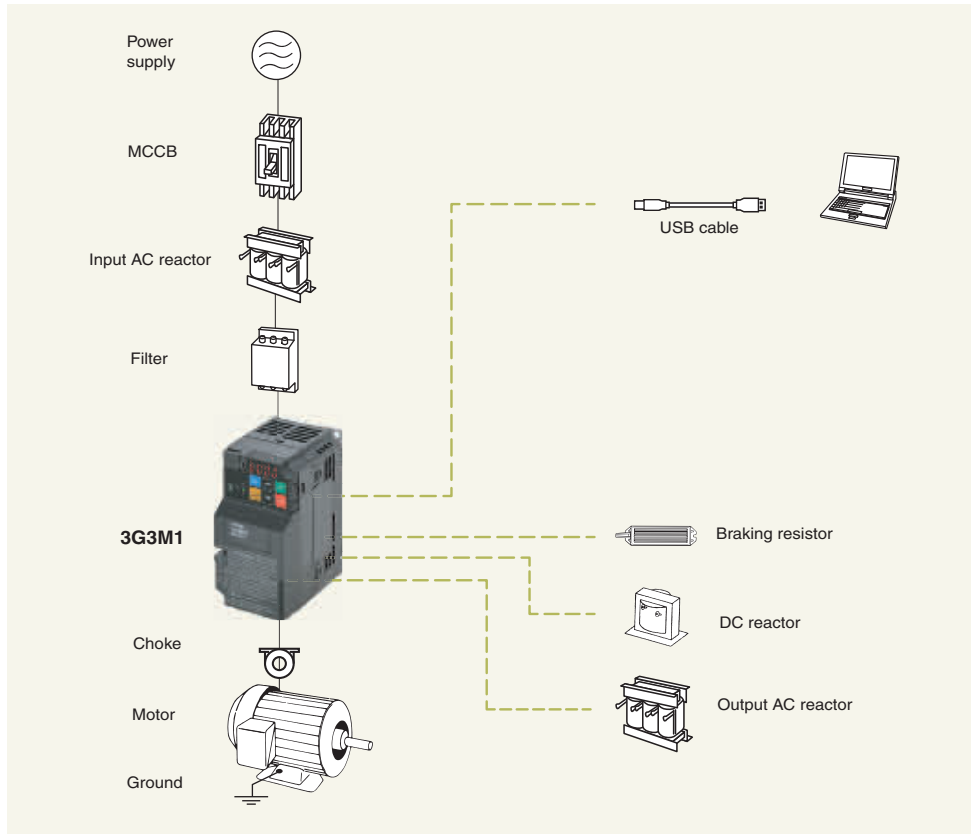 Power
supply
MCCB
Input AC reactor
Filter
3G3M1
Choke
Motor
Ground
USB cable
Braking resistor
DC reactor
Output AC reactor